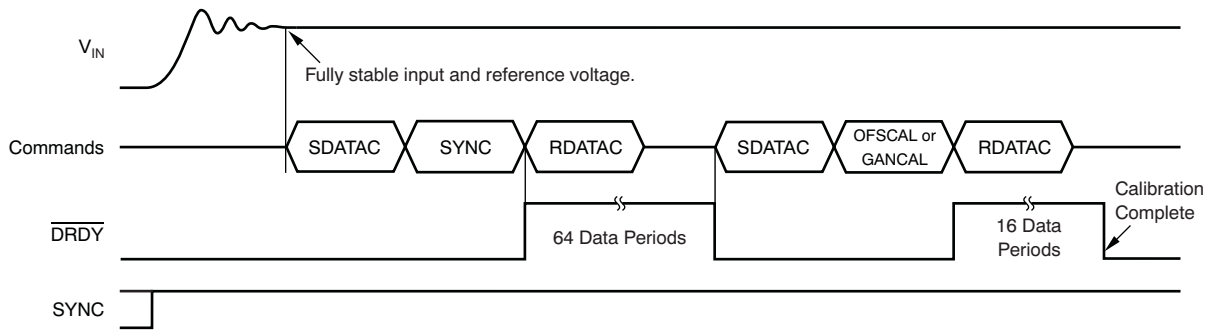 VIN
Fully stable input and reference voltage.
Commands
SDATAC
SYNC
RDATAC
SDATAC
OFSCAL or
GANCAL
RDATAC
Calibration
Complete
DRDY
64 Data Periods
16 Data
Periods
SYNC